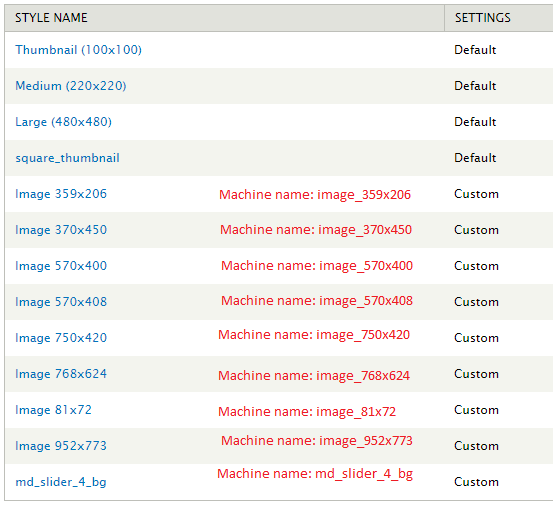 STYLE NAME SETTINGS
Thumbnail (100x100) Default
Medium (220x220) Default
Large (480x480) Default
square_thumbnail Default
Image 359x206 Machine name: image_359x206 Custom
Image 370x450 Machine name: image_370x450 Custom
Image 570x400 Machine name: image_570x400 Custom
Image 570x408 Machine name: image_570x408 Custom
Image 750x420 Machine name: image_750x420 Custom
Image 768x624 Machine name: image_768x624 Custom
Image 81x72 Machine name: image_81x72 Custom
Image 952x773 Machine name: image_952x773 Custom
md_slider_4_bg Machine name: md_slider_4_bg Custom